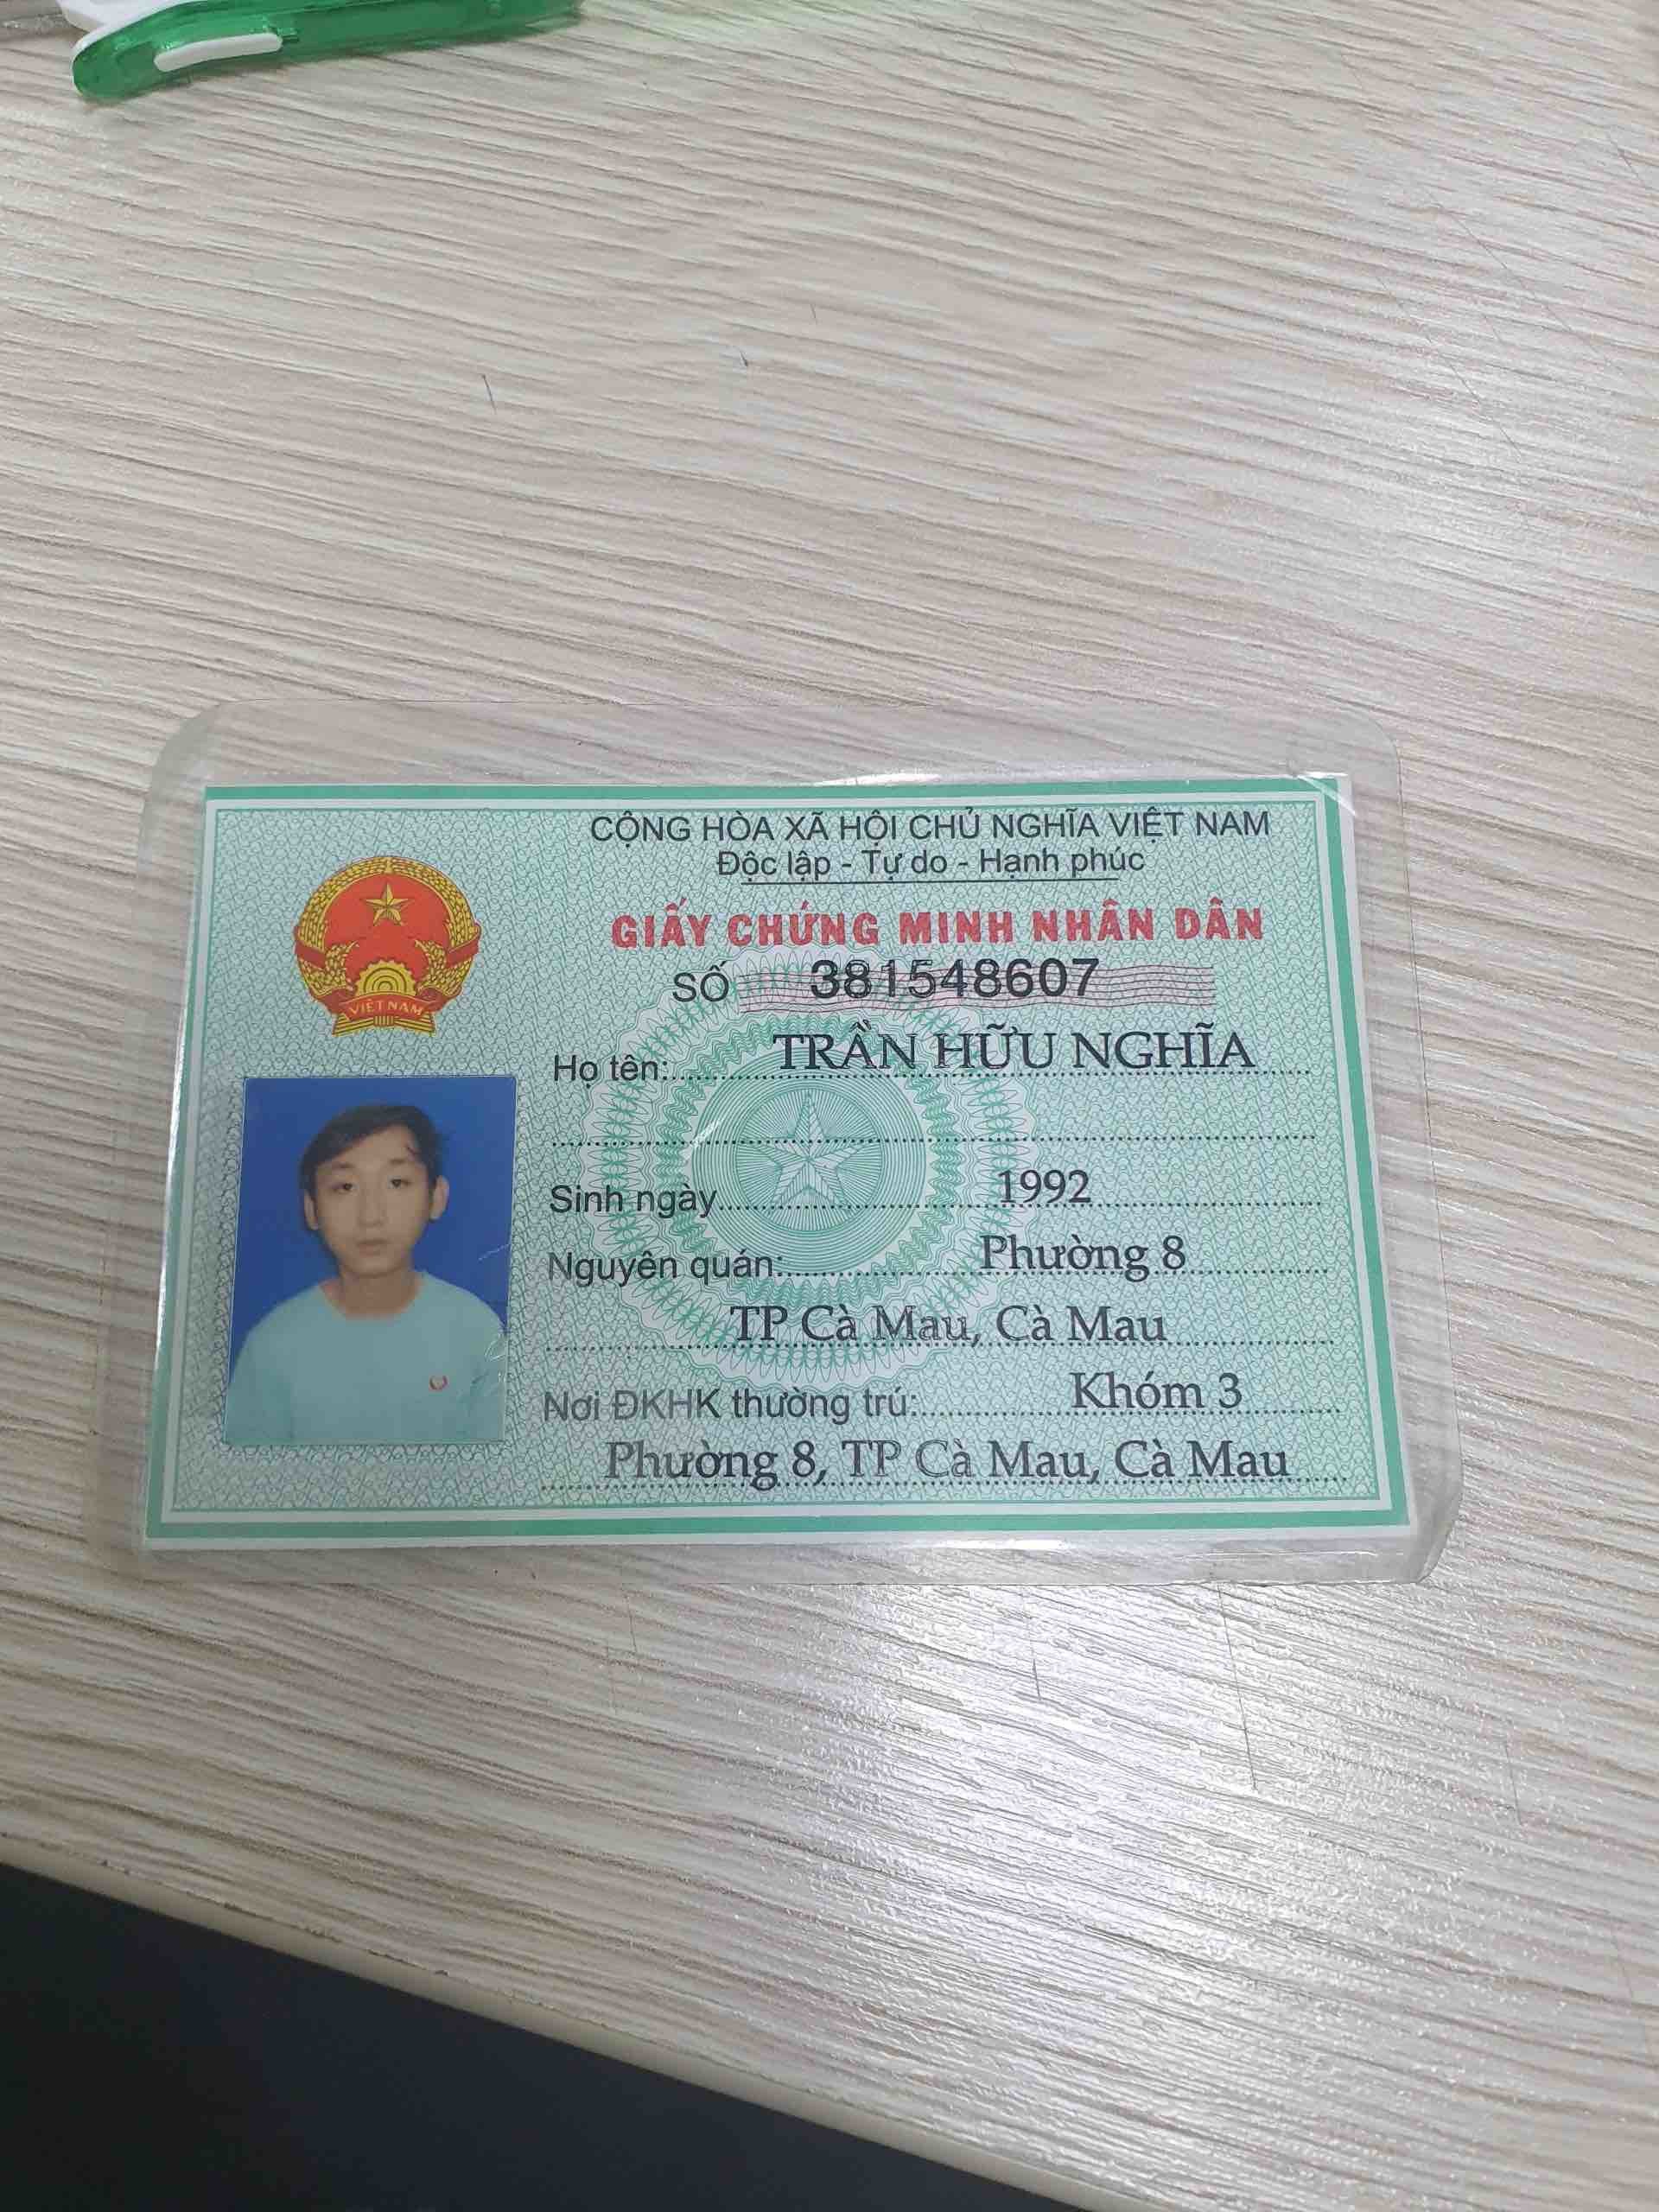 CỘNG HÒA XÃ HỘI CHỦ NGHĨA VIỆT NAM
Độc lập - Tự do - Hạnh phúc
GIẤY CHỨNG MINH NHÂN DÂN
SỐ 381548607
VIỆT NAM
Họ tên: TRẦN HỮU NGHĨA
Sinh ngày 1992
Nguyên quán: Phường 8
TP Cà Mau, Cà Mau
Nơi ĐKHK thường trú: Khóm 3
Phường 8, TP Cà Mau, Cà Mau